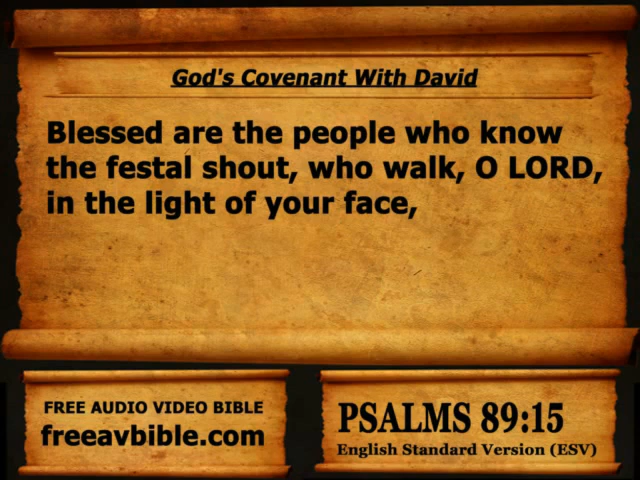 God's Covenant With David
Blessed are the people who know
the festal shout, who walk, O LORD,
in the light of your face,
FREE AUDIO VIDEO BIBLE
freeavbible.com
PSALMS 89:15
English Standard Version (ESV)